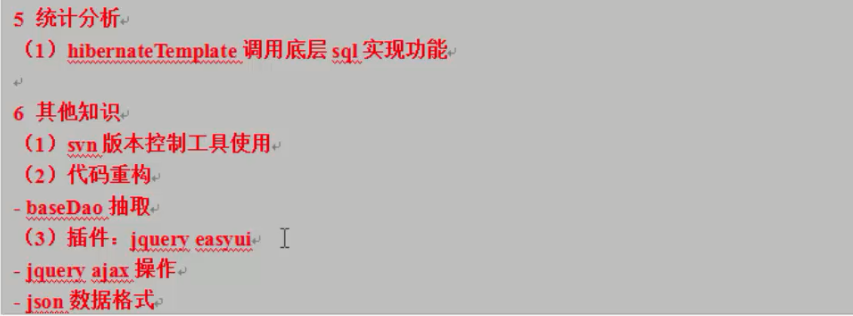 5 统计分析
（1）hibernateTemplate 调用底层 sql 实现功能
6 其他知识
（1）svn 版本控制工具使用
（2）代码重构
- baseDao 抽取
（3）插件：jquery easyui
- jquery ajax 操作
- json 数据格式